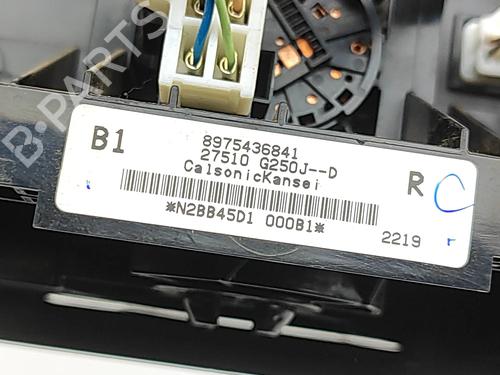 B-PARTS
B1
8975436841
27510 G250J--D
CalsonicKansei
R
*N2BB45D1 000B1*
2219
r